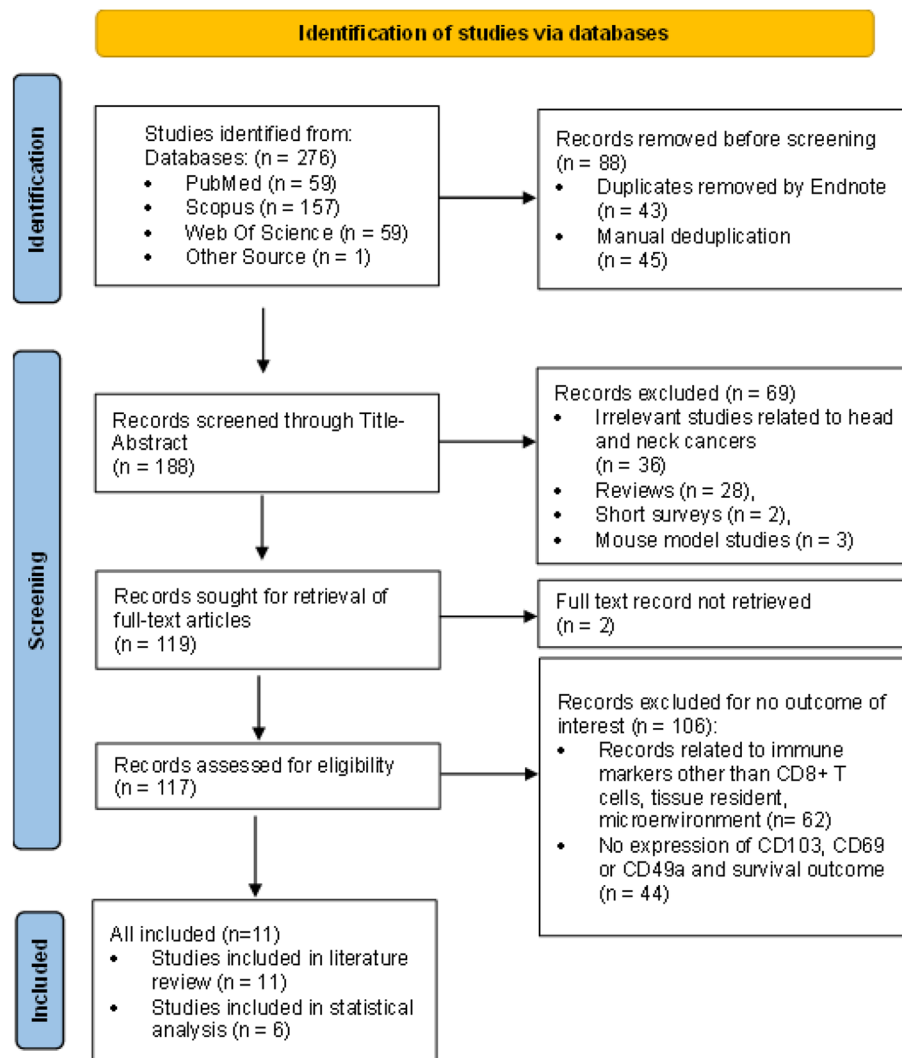 Identification of studies via databases
Identification
Studies identified from:
Databases: (n = 276)
• PubMed (n = 59)
• Scopus (n = 157)
• Web Of Science (n = 59)
• Other Source (n = 1)
Records removed before screening
(n = 88)
• Duplicates removed by Endnote
(n = 43)
• Manual deduplication
(n = 45)
Screening
Records screened through Title-
Abstract
(n = 188)
Records excluded (n = 69)
• Irrelevant studies related to head
and neck cancers
(n = 36)
• Reviews (n = 28),
• Short surveys (n = 2),
• Mouse model studies (n = 3)
Records sought for retrieval of
full-text articles
(n = 119)
Full text record not retrieved
(n = 2)
Records assessed for eligibility
(n = 117)
Records excluded for no outcome of
interest (n = 106):
• Records related to immune
markers other than CD8+ T
cells, tissue resident,
microenvironment (n= 62)
• No expression of CD103, CD69
or CD49a and survival outcome
(n = 44)
Included
All included (n=11)
• Studies included in literature
review (n = 11)
• Studies included in statistical
analysis (n = 6)